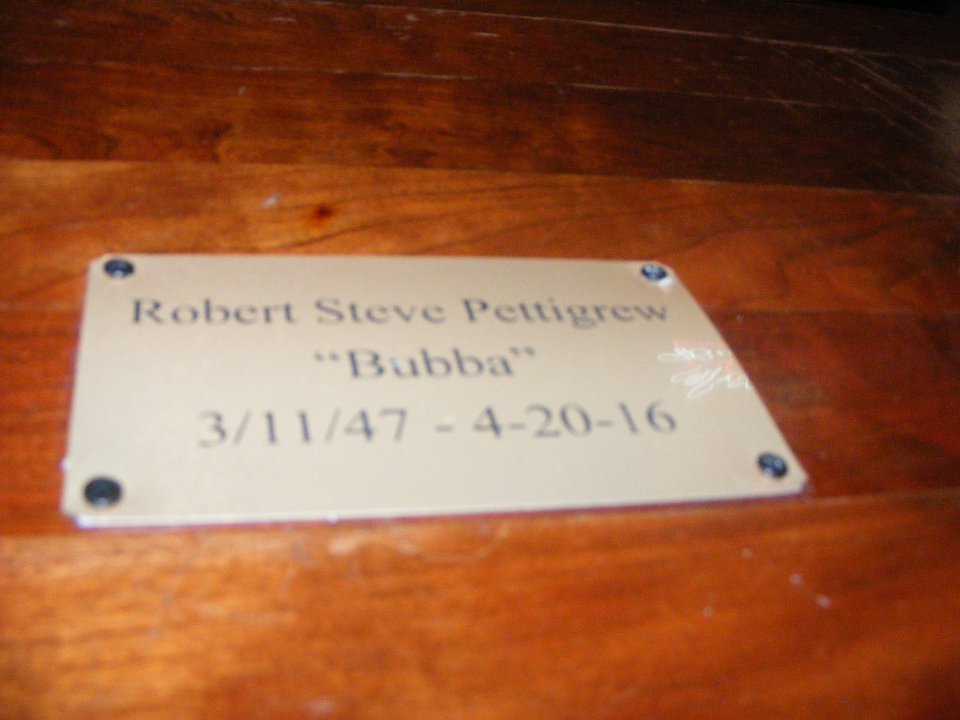 Robert Steve Pettigrew
“Bubba”
3/11/47 - 4-20-16